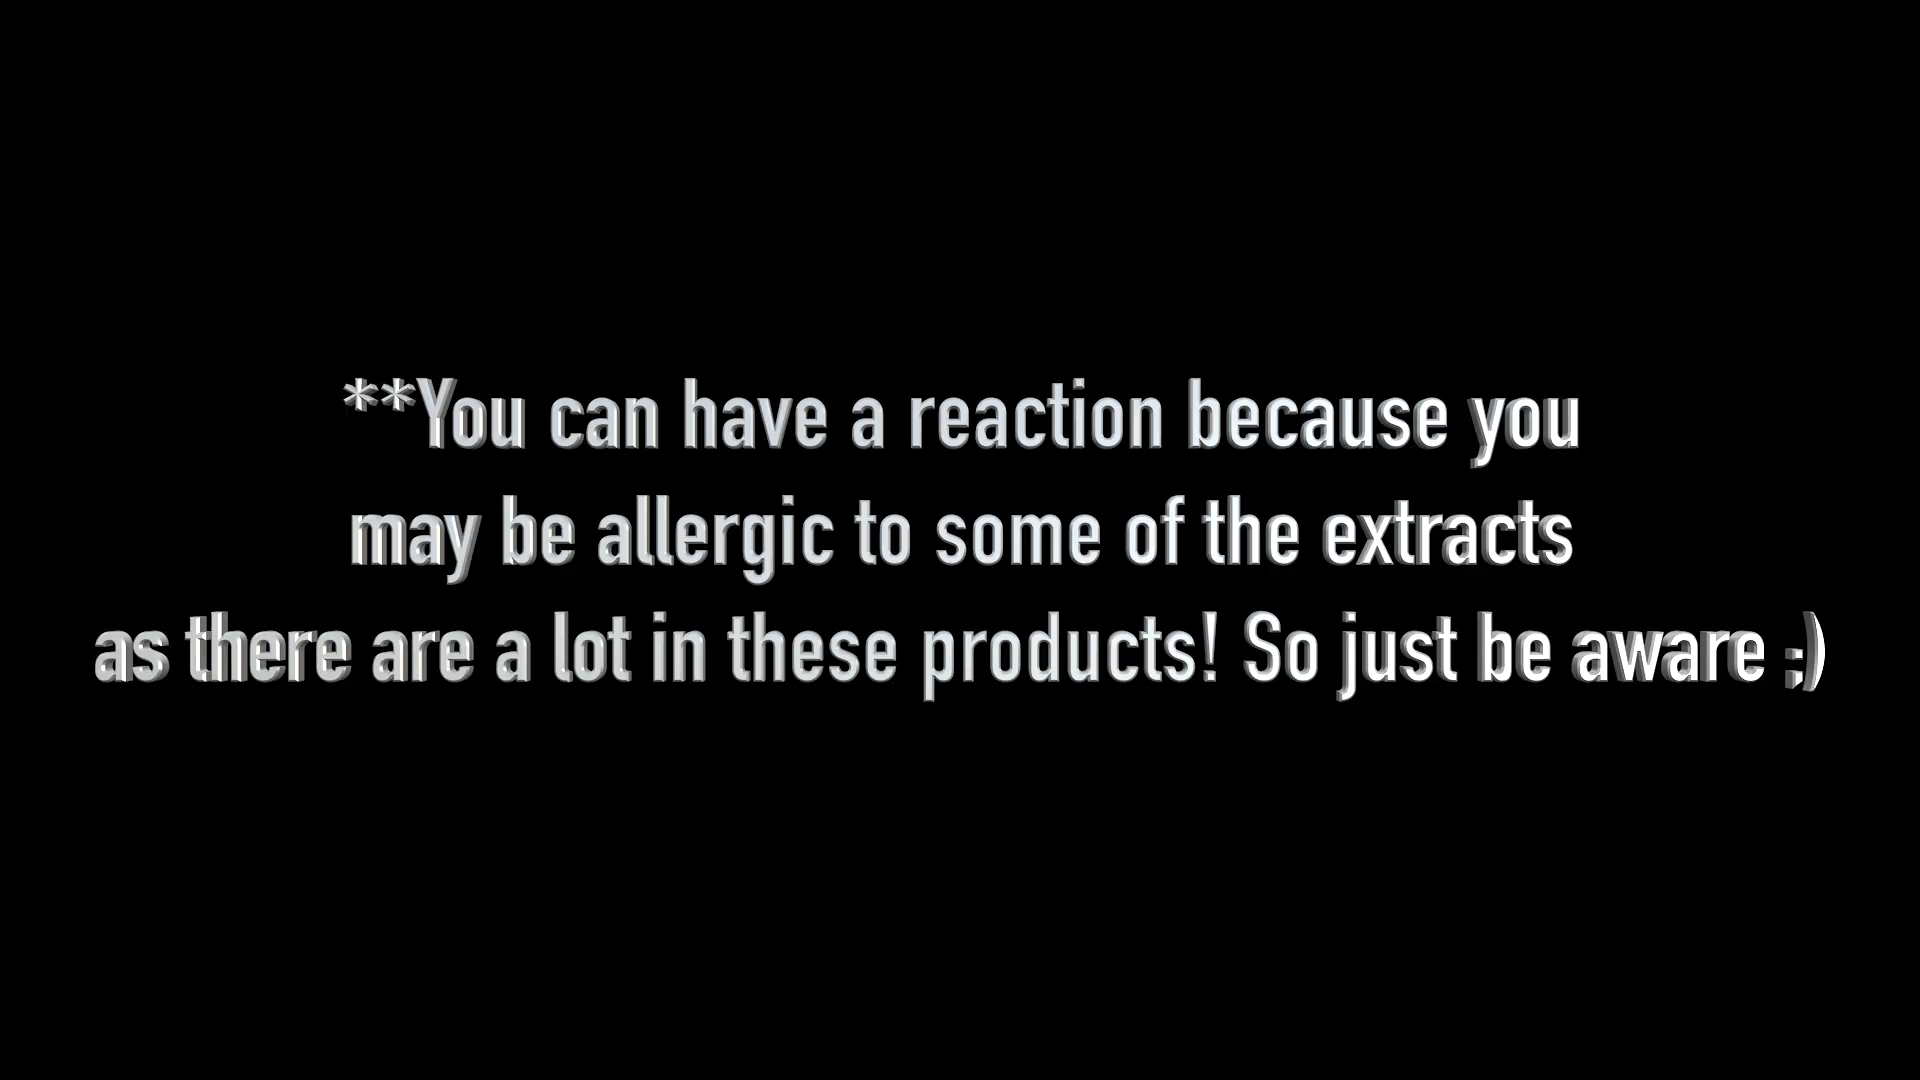 **You can have a reaction because you
may be allergic to some of the extracts
as there are a lot in these products! So just be aware ;)